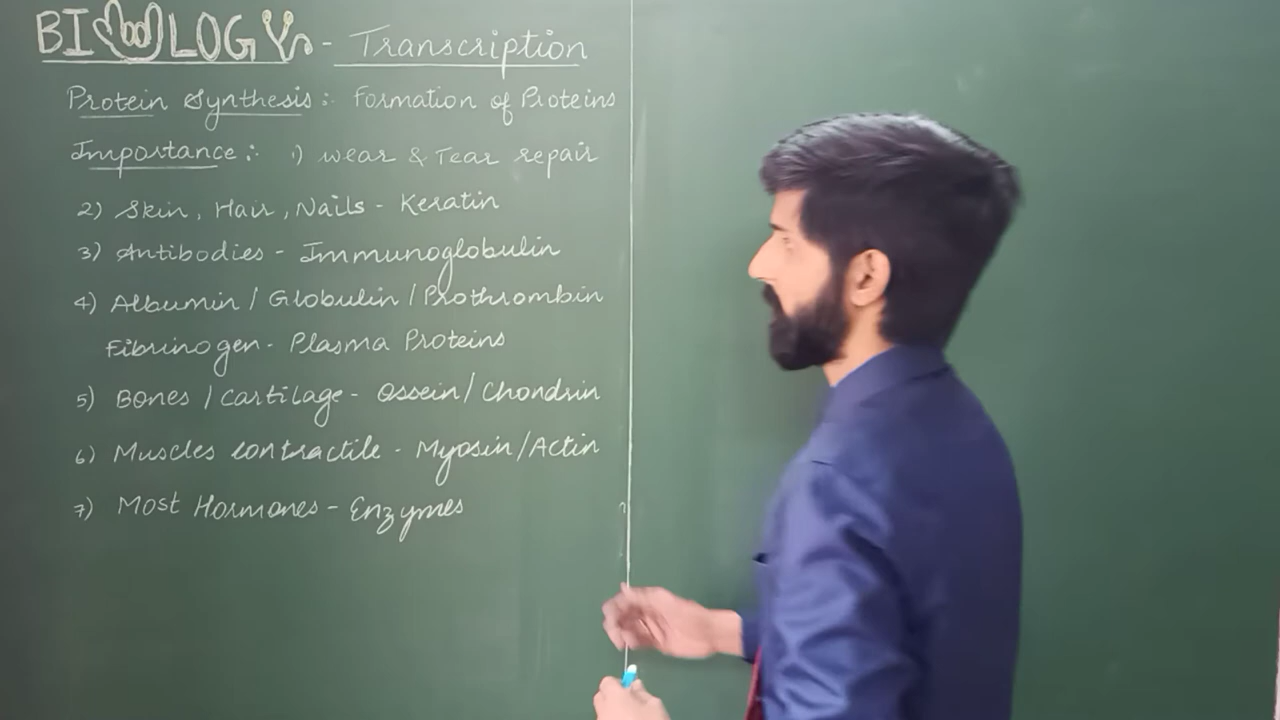 BIOLOGY - Transcription
Protein Synthesis :- Formation of Proteins
Importance :- 1) Wear & Tear repair
2) Skin, Hair, Nails - Keratin
3) Antibodies - Immunoglobulin
4) Albumin / Globulin / Prothrombin
Fibrinogen - Plasma Proteins
5) Bones / Cartilage - Ossein / Chondrin
6) Muscles contractile - Myosin / Actin
7) Most Hormones - Enzymes